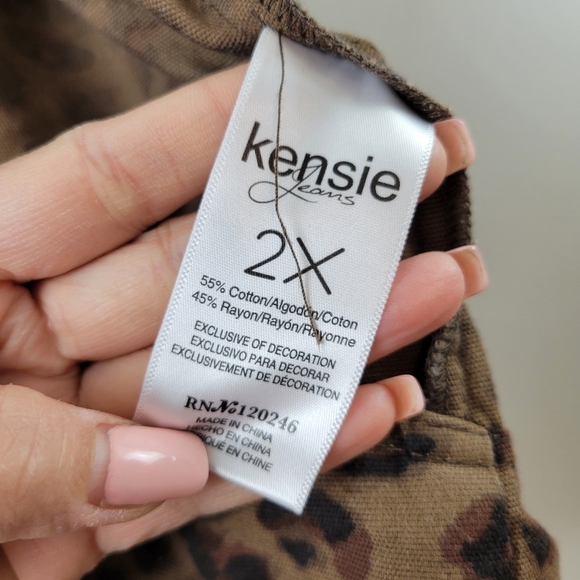 kensie
Jeans
2X
55% Cotton/Algodón/Coton
45% Rayon/Rayón/Rayonne
EXCLUSIVE OF DECORATION
EXCLUSIVO PARA DECORAR
EXCLUSIVEMENT DE DÉCORATION
RN№120246
MADE IN CHINA
HECHO EN CHINA
EN CHINE